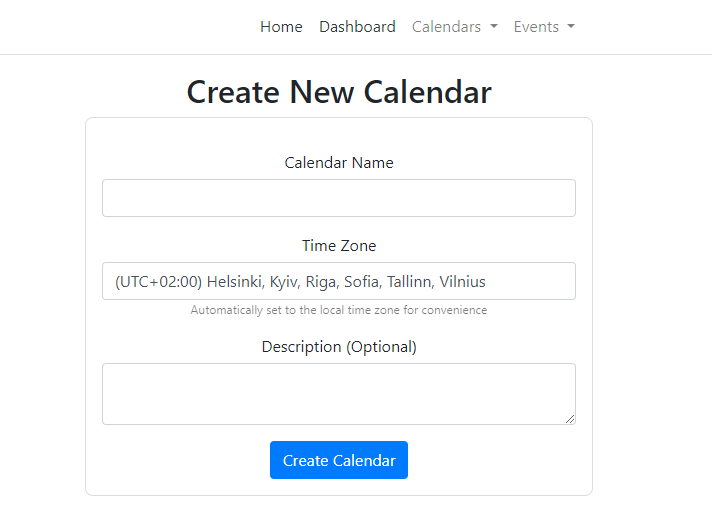 Home Dashboard Calendars Events
Create New Calendar
Calendar Name
Time Zone
(UTC+02:00) Helsinki, Kyiv, Riga, Sofia, Tallinn, Vilnius
Automatically set to the local time zone for convenience
Description (Optional)
Create Calendar